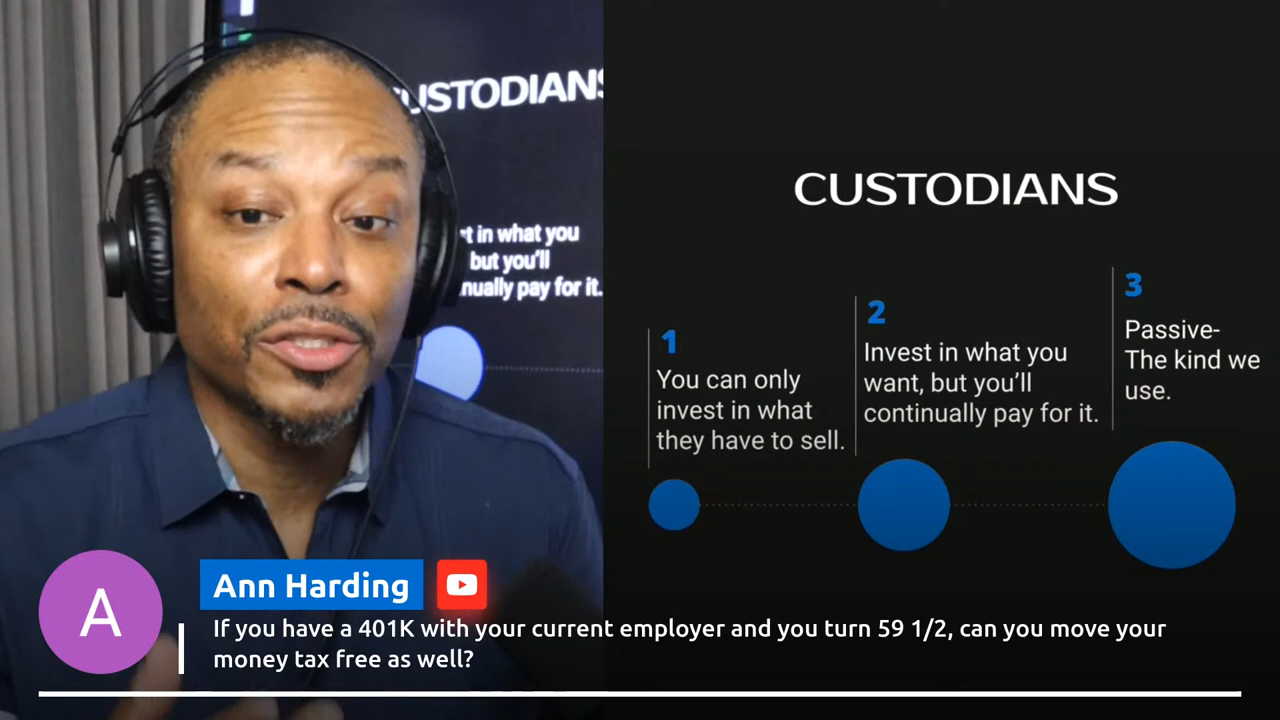 CUSTODIANS
t in what you
but you'll
nually pay for it.
CUSTODIANS
1
You can only
invest in what
they have to sell.
2
Invest in what you
want, but you'll
continually pay for it.
3
Passive-
The kind we
use.
A
Ann Harding
If you have a 401K with your current employer and you turn 59 1/2, can you move your
money tax free as well?